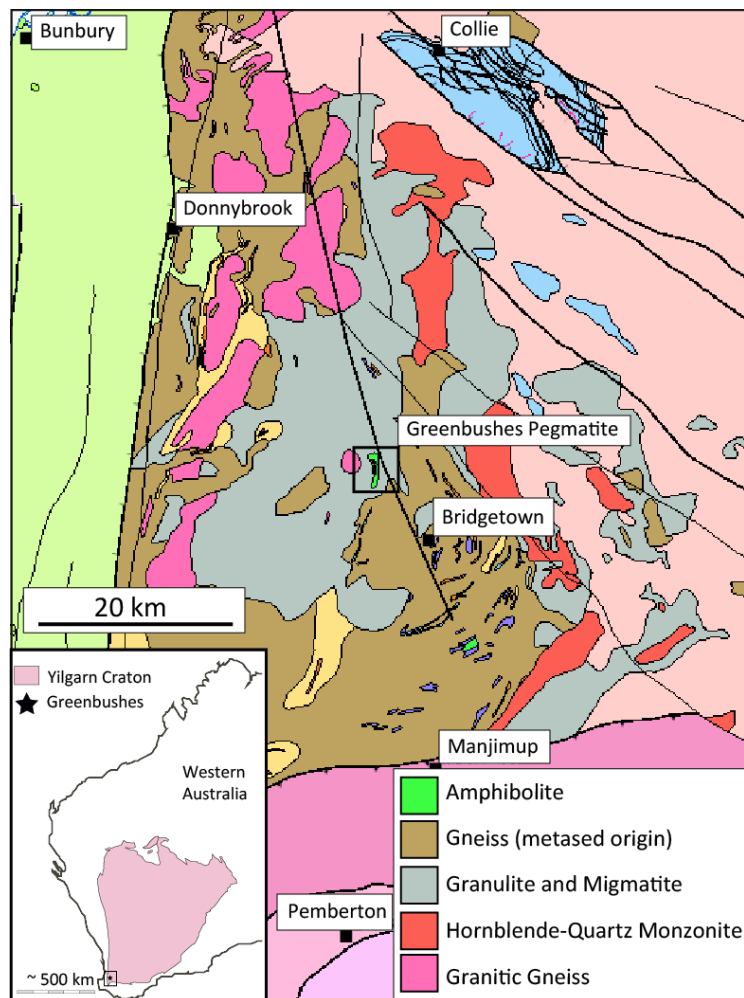 Bunbury
Collie
Donnybrook
Greenbushes Pegmatite
Bridgetown
20 km
Yilgarn Craton
Greenbushes
Western
Australia
~ 500 km
Manjimup
Pemberton
Amphibolite
Gneiss (metased origin)
Granulite and Migmatite
Hornblende-Quartz Monzonite
Granitic Gneiss